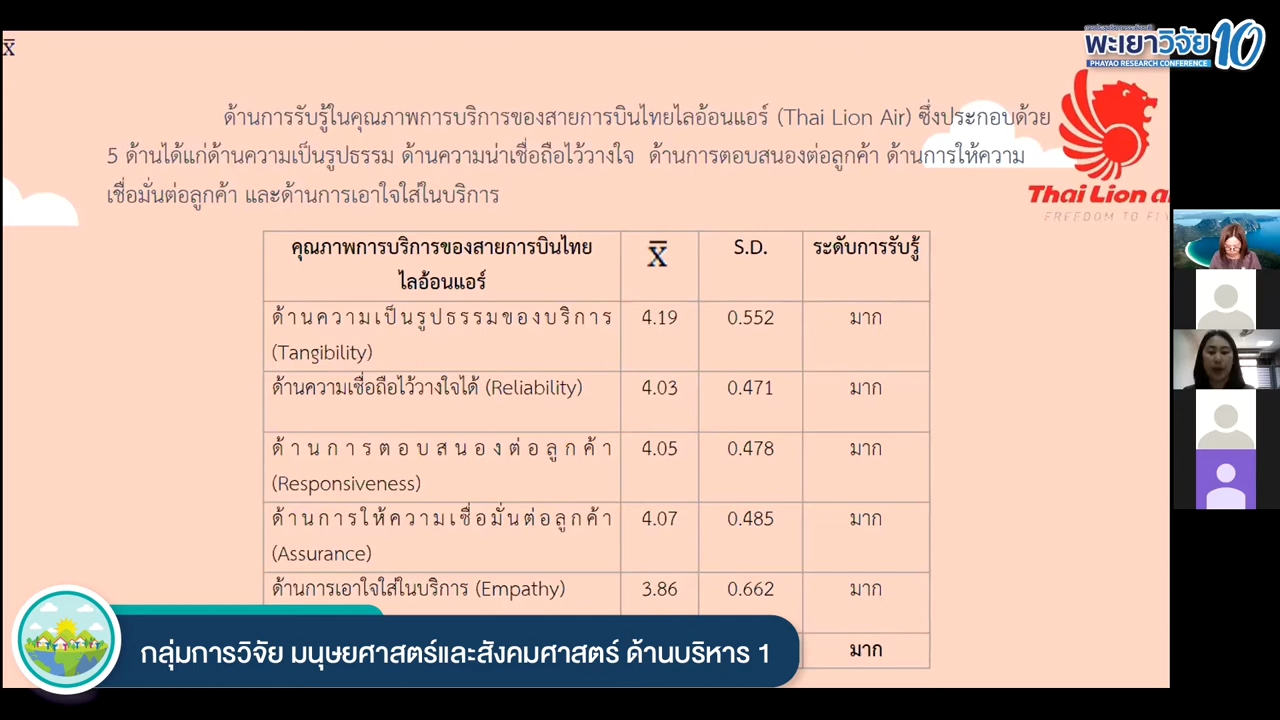 x̄
พะเยาวิจัย 10
PHAYAO RESEARCH CONFERENCE
ด้านการรับรู้ในคุณภาพการบริการของสายการบินไทยไลอ้อนแอร์ (Thai Lion Air) ซึ่งประกอบด้วย
5 ด้านได้แก่ด้านความเป็นรูปธรรม ด้านความน่าเชื่อถือไว้วางใจ ด้านการตอบสนองต่อลูกค้า ด้านการให้ความ
เชื่อมั่นต่อลูกค้า และด้านการเอาใจใส่ในบริการ
Thai Lion a
FREEDOM TO FLY
คุณภาพการบริการของสายการบินไทย
ไลอ้อนแอร์
x̄
S.D.
ระดับการรับรู้
ด้านความเป็นรูปธรรมของบริการ
(Tangibility)
4.19
0.552
มาก
ด้านความเชื่อถือไว้วางใจได้ (Reliability)
4.03
0.471
มาก
ด้านการตอบสนองต่อลูกค้า
(Responsiveness)
4.05
0.478
มาก
ด้านการให้ความเชื่อมั่นต่อลูกค้า
(Assurance)
4.07
0.485
มาก
ด้านการเอาใจใส่ในบริการ (Empathy)
3.86
0.662
มาก
มาก
กลุ่มการวิจัย มนุษยศาสตร์และสังคมศาสตร์ ด้านบริหาร 1